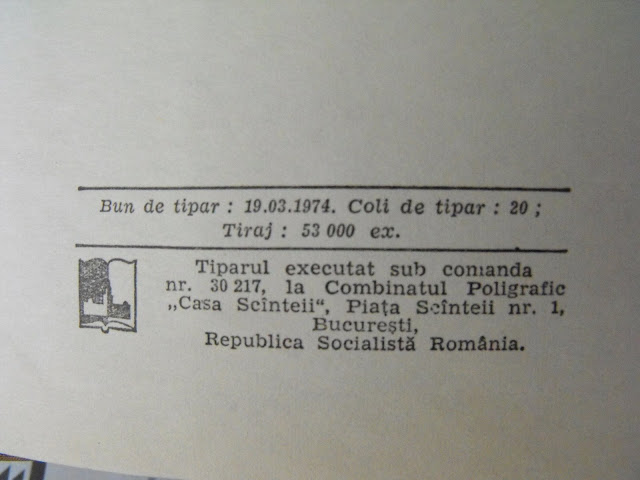 Bun de tipar : 19.03.1974. Coli de tipar : 20 ;
Tiraj : 53 000 ex.
Tiparul executat sub comanda
nr. 30 217, la Combinatul Poligrafic
„Casa Scînteii“, Piața Scînteii nr. 1,
București,
Republica Socialistă România.